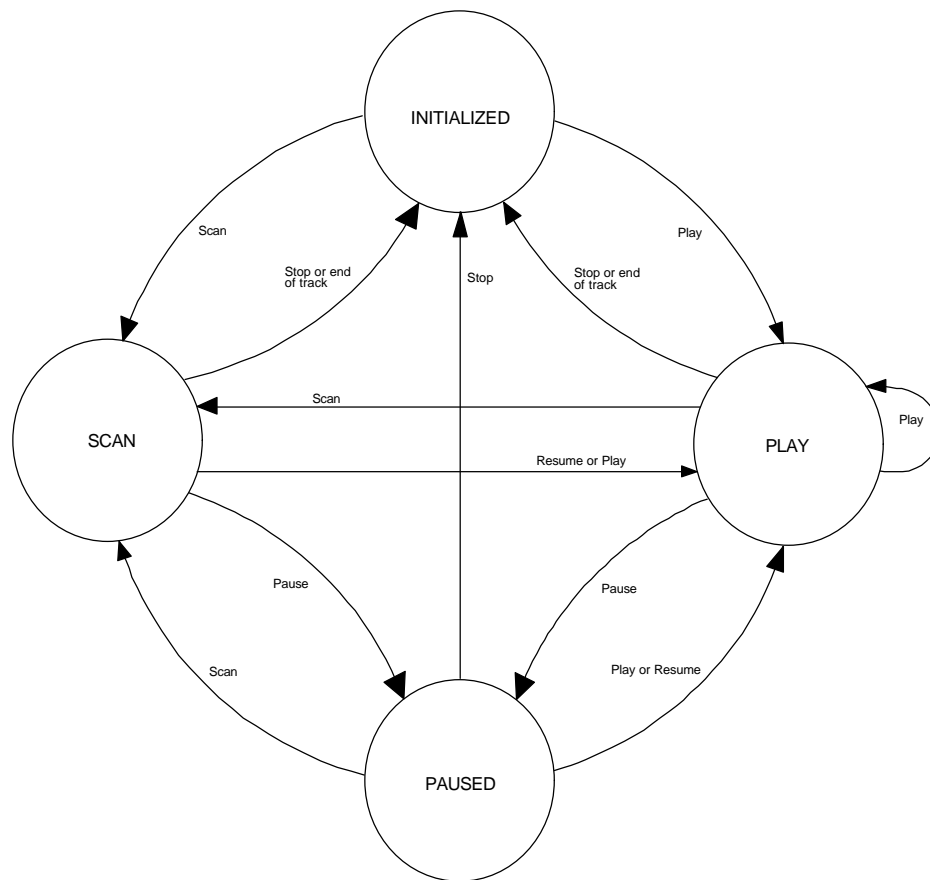 INITIALIZED
Scan
Play
Stop or end
of track
Stop
Stop or end
of track
Scan
Play
SCAN
PLAY
Resume or Play
Pause
Pause
Scan
Play or Resume
PAUSED